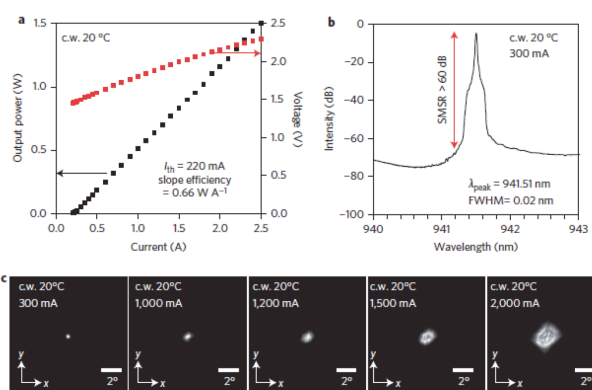 a
c.w. 20 °C
1.5
1.0
0.5
0.0
Output power (W)
2.5
2.0
1.5
1.0
0.5
0.0
Voltage (V)
Ith = 220 mA
slope efficiency
= 0.66 W A⁻¹
0.0 0.5 1.0 1.5 2.0 2.5
Current (A)
b
c.w. 20 °C
300 mA
0
−20
−40
−60
−80
−100
Intensity (dB)
SMSR > 60 dB
λpeak = 941.51 nm
FWHM= 0.02 nm
940 941 942 943
Wavelength (nm)
c
c.w. 20°C
300 mA
y
x
2°
c.w. 20°C
1,000 mA
y
x
2°
c.w. 20°C
1,200 mA
y
x
2°
c.w. 20°C
1,500 mA
y
x
2°
c.w. 20°C
2,000 mA
y
x
2°